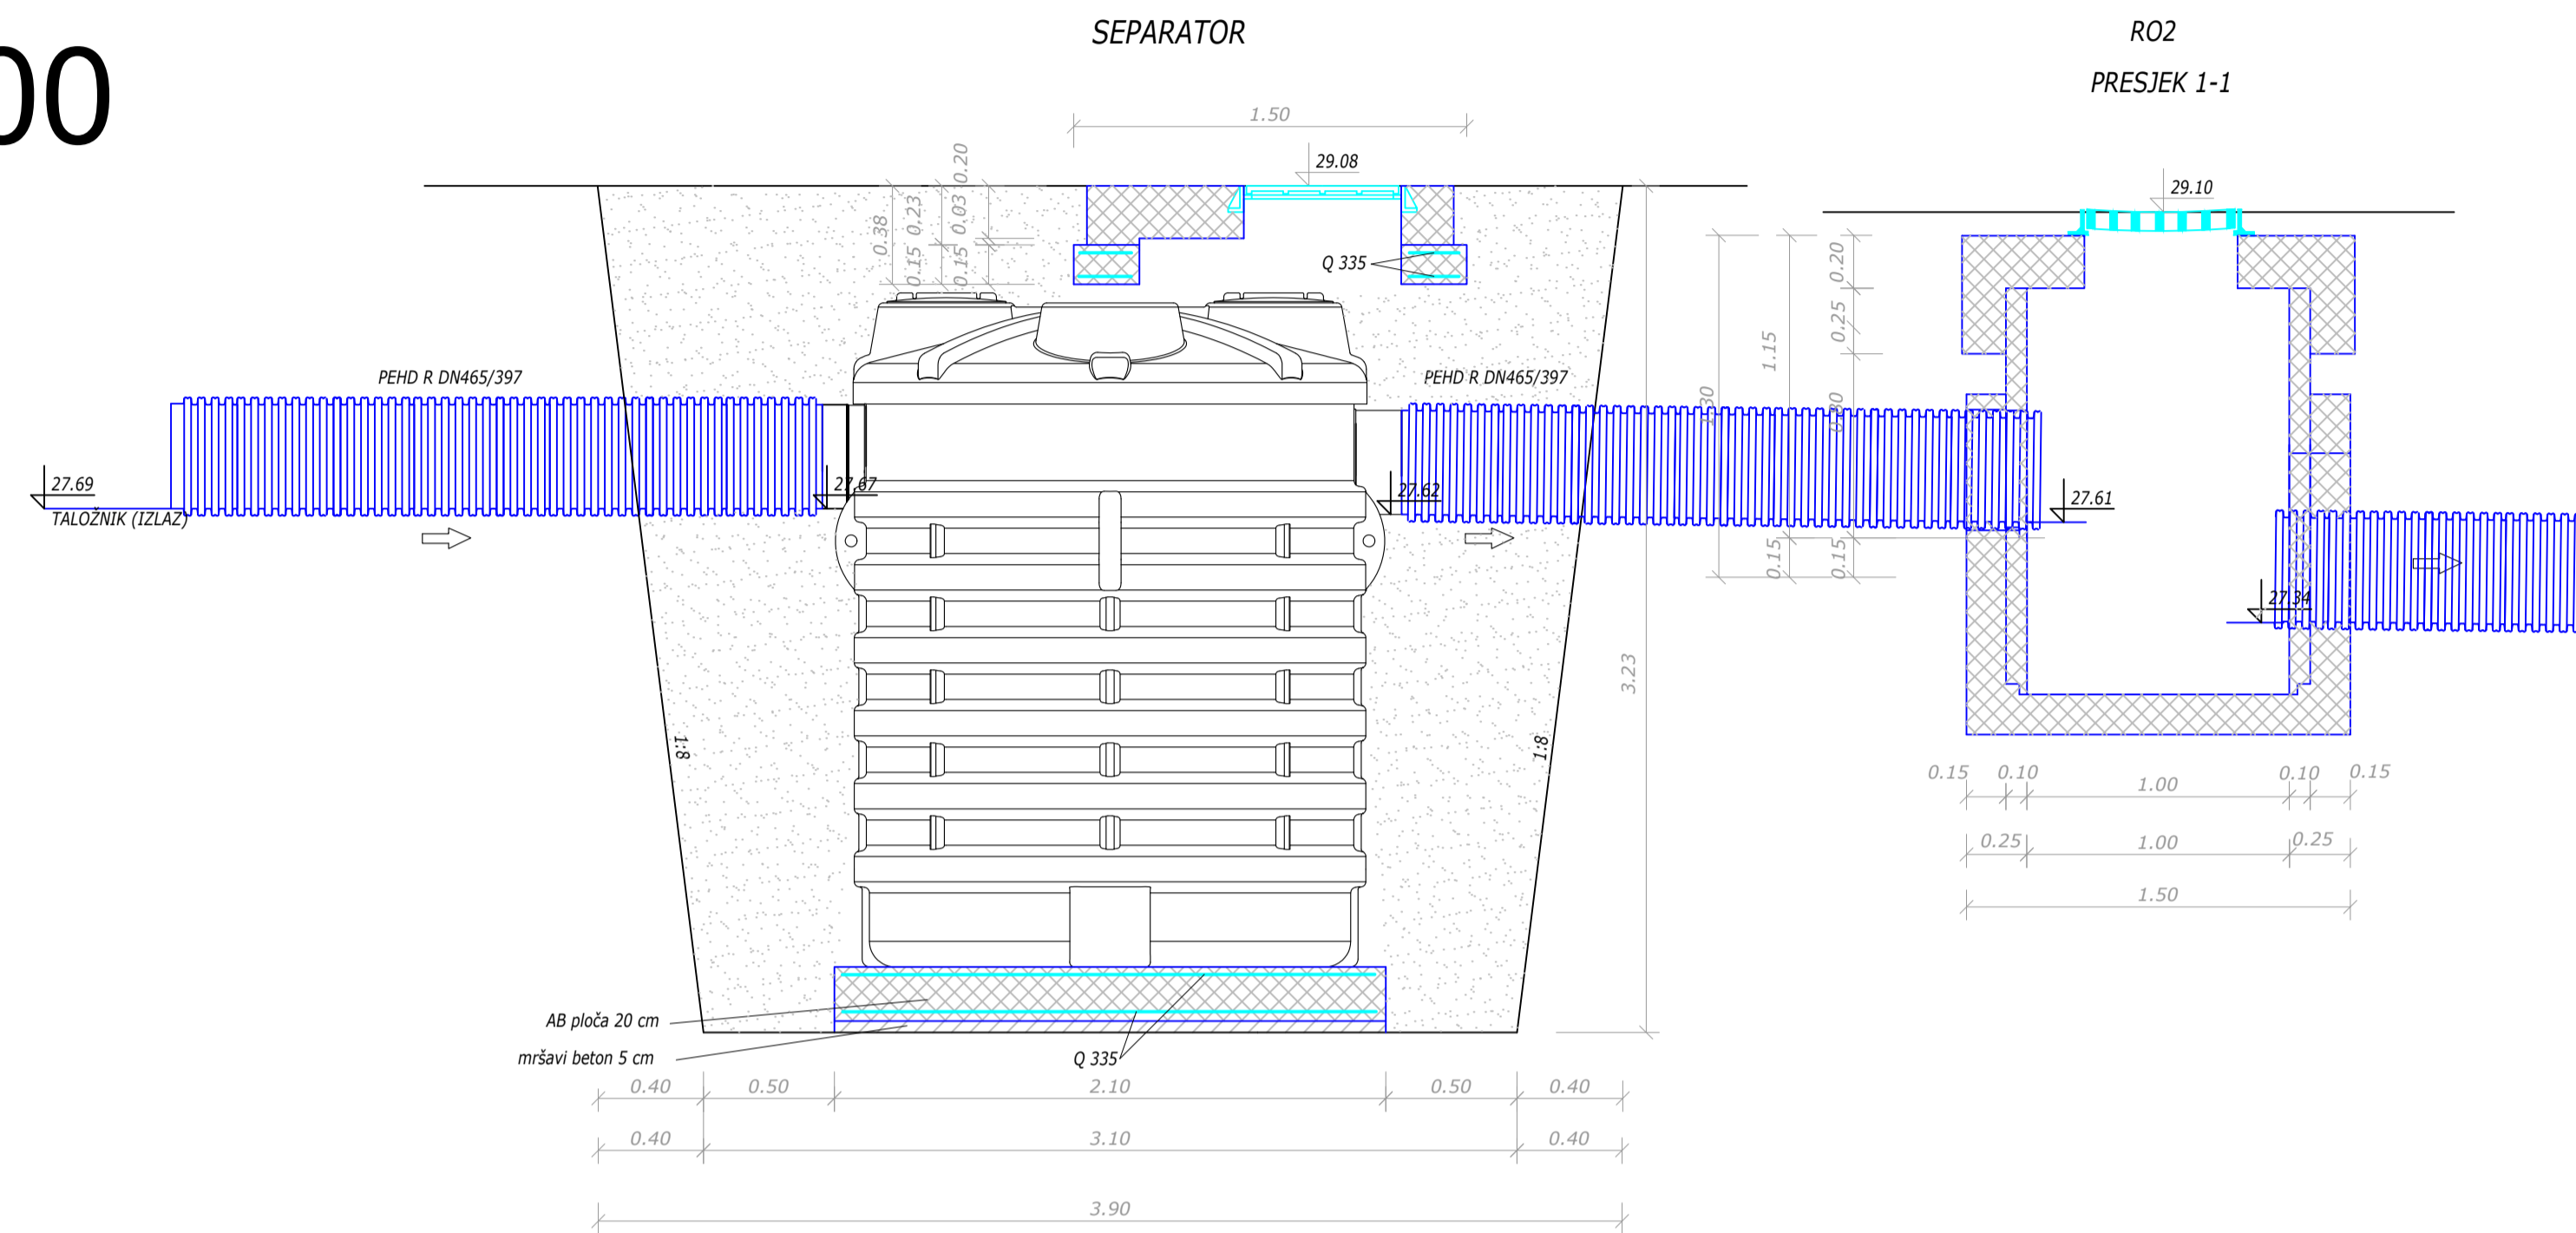 00
SEPARATOR
RO2
PRESJEK 1-1
1.50
29.08
29.10
0.20
0.03
0.15
0.23
0.15
0.38
Q 335
0.20
0.25
0.80
0.15
1.15
0.15
1.30
PEHD R DN465/397
PEHD R DN465/397
27.69
TALOŽNIK (IZLAZ)
27.67
27.62
27.61
27.34
3.23
1:8
1:8
0.15 0.10 1.00 0.10 0.15
0.25 1.00 0.25
1.50
AB ploča 20 cm
mršavi beton 5 cm
Q 335
0.40 0.50 2.10 0.50 0.40
0.40 3.10 0.40
3.90